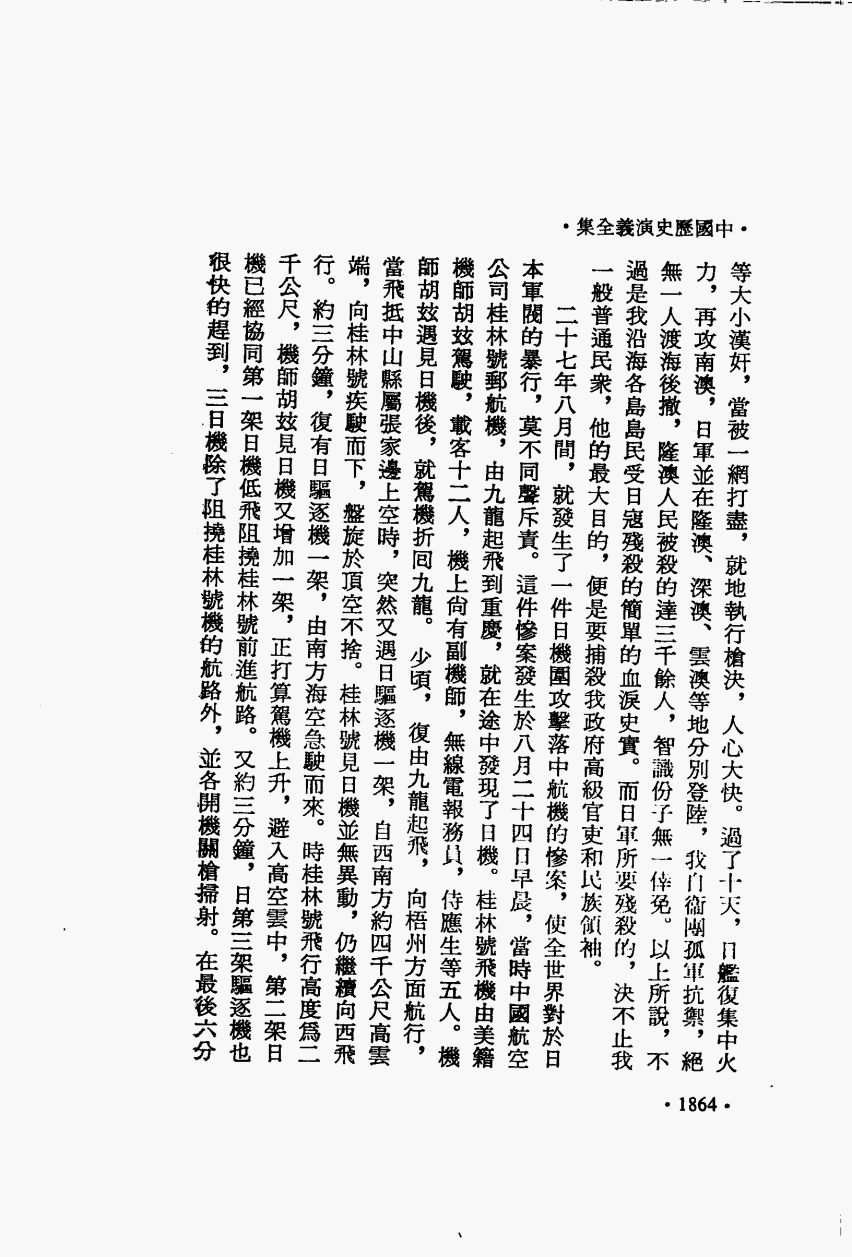 •中國歷史演義全集•
等大小漢奸，當被一網打盡，就地執行槍決，人心大快。過了十天，日艦復集中火
力，再攻南澳，日軍並在隆澳、深澳、雲澳等地分別登陸，我自衞團孤軍抗禦，絕
無一人渡海後撤，隆澳人民被殺的達三千餘人，智識份子無一倖免。以上所說，不
過是我沿海各島島民受日寇殘殺的簡單的血淚史實。而日軍所要殘殺的，決不止我
一般普通民衆，他的最大目的，便是要捕殺我政府高級官吏和民族領袖。
二十七年八月間，就發生了一件日機圍攻擊落中航機的慘案，使全世界對於日
本軍閥的暴行，莫不同聲斥責。這件慘案發生於八月二十四日早晨，當時中國航空
公司桂林號郵航機，由九龍起飛到重慶，就在途中發現了日機。桂林號飛機由美籍
機師胡玆駕駛，載客十二人，機上尙有副機師，無線電報務員，侍應生等五人。機
師胡玆遇見日機後，就駕機折回九龍。少頃，復由九龍起飛，向梧州方面航行，
當飛抵中山縣屬張家邊上空時，突然又遇日驅逐機一架，自西南方約四千公尺高雲
端，向桂林號疾駛而下，盤旋於頂空不捨。桂林號見日機並無異動，仍繼續向西飛
行。約三分鐘，復有日驅逐機一架，由南方海空急駛而來。時桂林號飛行高度爲二
千公尺，機師胡玆見日機又增加一架，正打算駕機上升，避入高空雲中，第二架日
機已經協同第一架日機低飛阻撓桂林號前進航路。又約三分鐘，日第三架驅逐機也
很快的趕到，三日機除了阻撓桂林號機的航路外，並各開機關槍掃射。在最後六分
•1864•